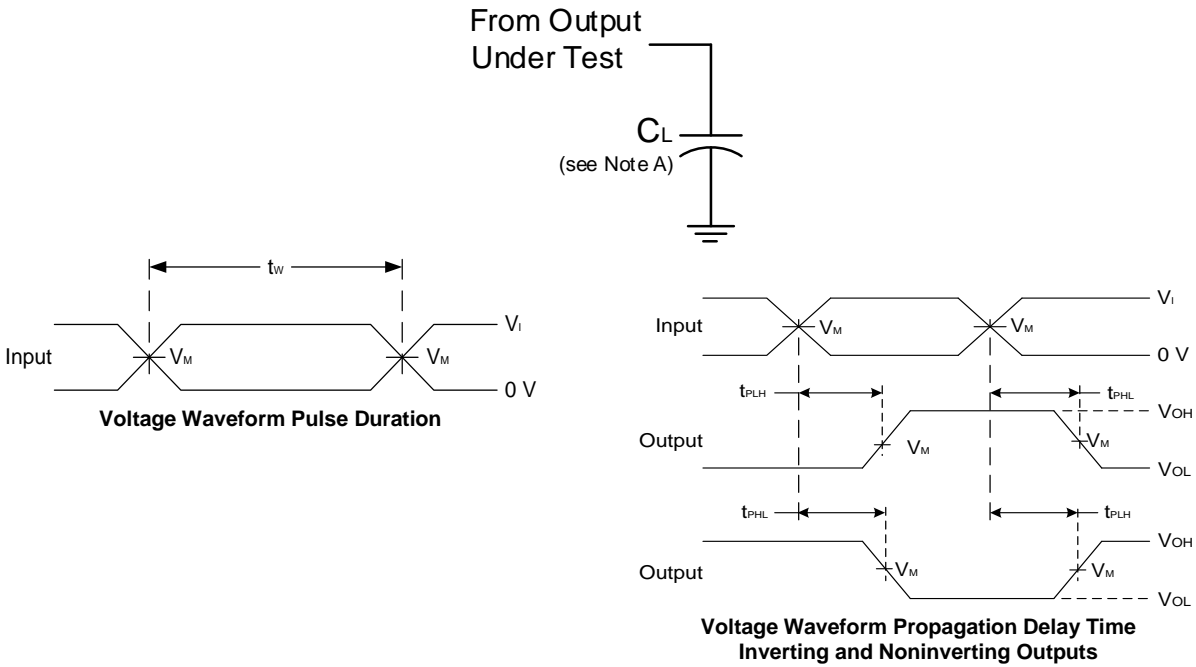 From Output
Under Test
CL
(see Note A)
tW
Input
VM
VM
VI
0 V
Voltage Waveform Pulse Duration
Input
VM
VM
VI
0 V
tPLH
tPHL
Output
VM
VM
VOH
VOL
tPHL
tPLH
Output
VM
VM
VOH
VOL
Voltage Waveform Propagation Delay Time
Inverting and Noninverting Outputs